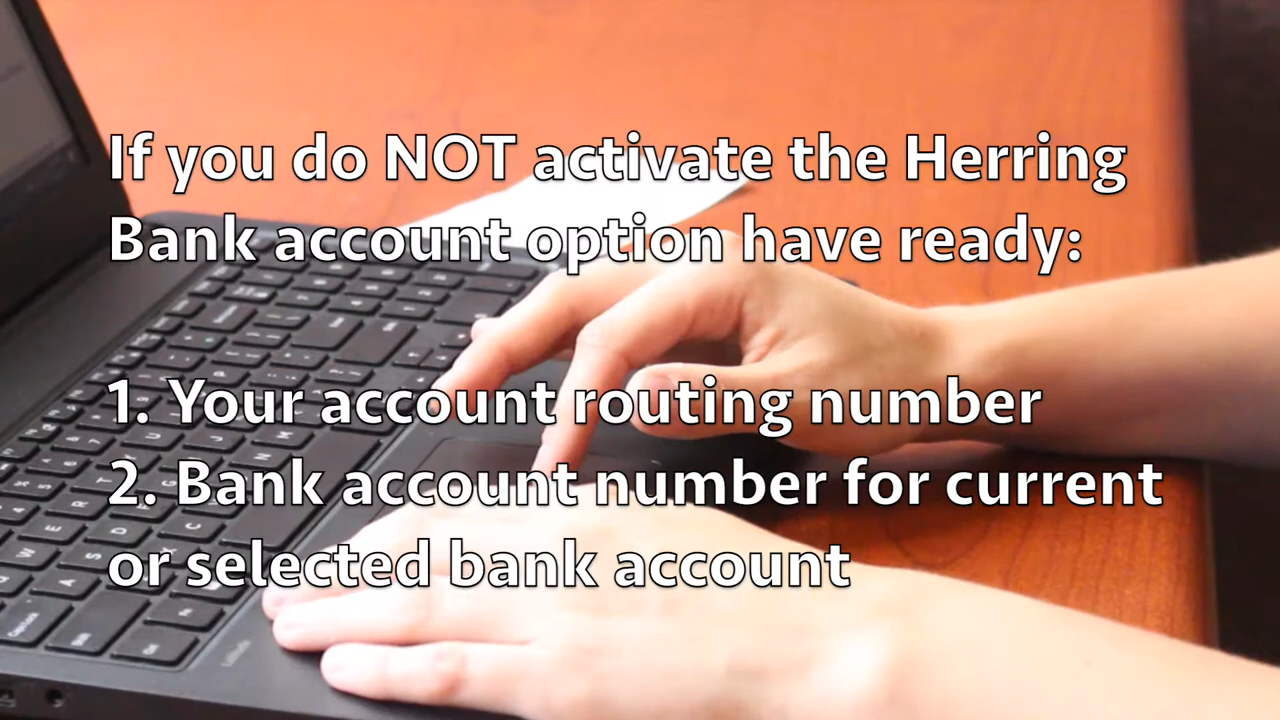 If you do NOT activate the Herring
Bank account option have ready:
1. Your account routing number
2. Bank account number for current
or selected bank account